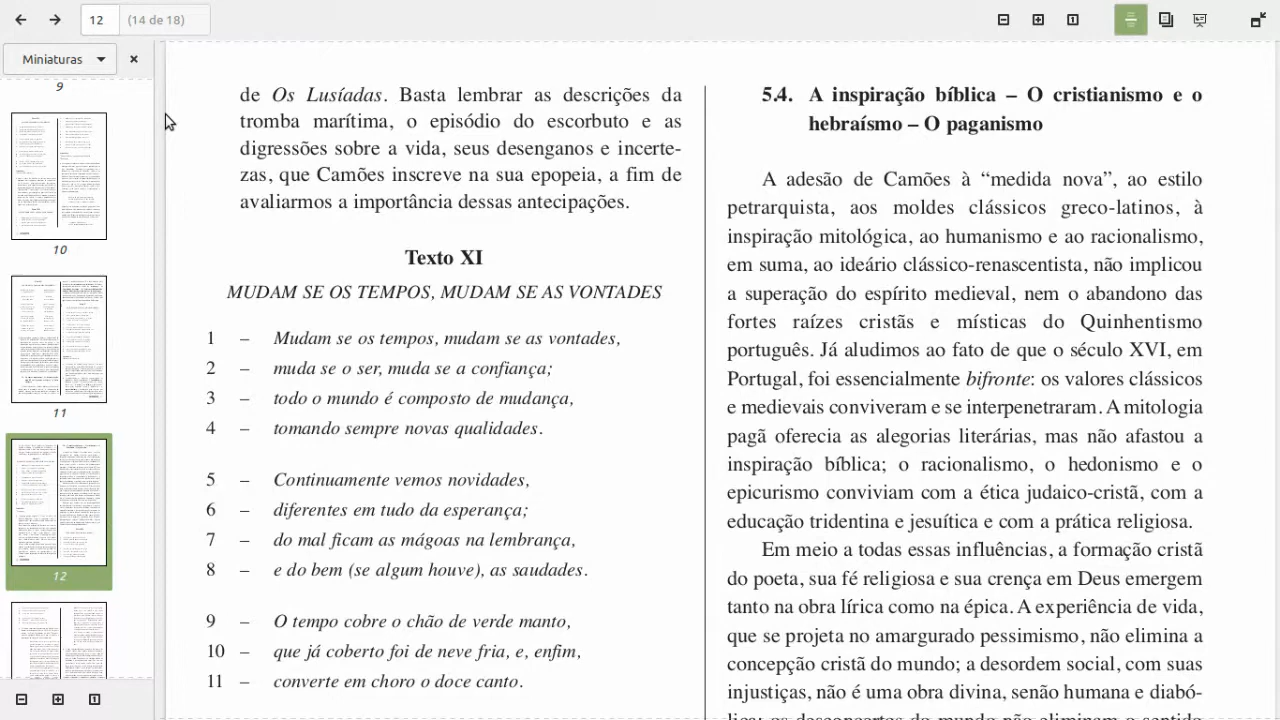 12 (14 de 18)
Miniaturas
9
10
11
12
de Os Lusíadas. Basta lembrar as descrições da
tromba marítima, o episódio do escorbuto e as
digressões sobre a vida, seus desenganos e incerte-
zas, que Camões inscreve na sua epopeia, a fim de
avaliarmos a importância dessas antecipações.
Texto XI
MUDAM SE OS TEMPOS, MUDAM SE AS VONTADES
1 – Mudam se os tempos, mudam se as vontades,
2 – muda se o ser, muda se a confiança;
3 – todo o mundo é composto de mudança,
4 – tomando sempre novas qualidades.
5 – Continuamente vemos novidades,
6 – diferentes em tudo da esperança;
7 – do mal ficam as mágoas na lembrança,
8 – e do bem (se algum houve), as saudades.
9 – O tempo cobre o chão de verde manto,
10 – que já coberto foi de neve fria, e, enfim,
11 – converte em choro o doce canto.
5.4. A inspiração bíblica – O cristianismo e o
hebraísmo – O paganismo
A adesão de Camões à “medida nova”, ao estilo
petrarquista, aos moldes clássicos greco-latinos, à
inspiração mitológica, ao humanismo e ao racionalismo,
em suma, ao ideário clássico-renascentista, não implicou
superação do espírito medieval, nem o abandono das
fortes raízes cristãs e místicas do Quinhentismo
português. Já aludimos ao fato de que o século XVI, em
Portugal, foi essencialmente bifronte: os valores clássicos
e medievais conviveram e se interpenetraram. A mitologia
pagã oferecia as alegorias literárias, mas não afastou a
inspiração bíblica; o racionalismo, o hedonismo e o
epicurismo conviviam com a ética judaico-cristã, com a
educação tridentina e jesuítica e com a prática religiosa.
Em meio a todas essas influências, a formação cristã
do poeta, sua fé religiosa e sua crença em Deus emergem
tanto na obra lírica como na épica. A experiência de vida,
que se projeta no amargurado pessimismo, não elimina a
concepção cristã do mundo; a desordem social, com suas
injustiças, não é uma obra divina, senão humana e diabó-
lica; os desconcertos do mundo não eliminam o sentido